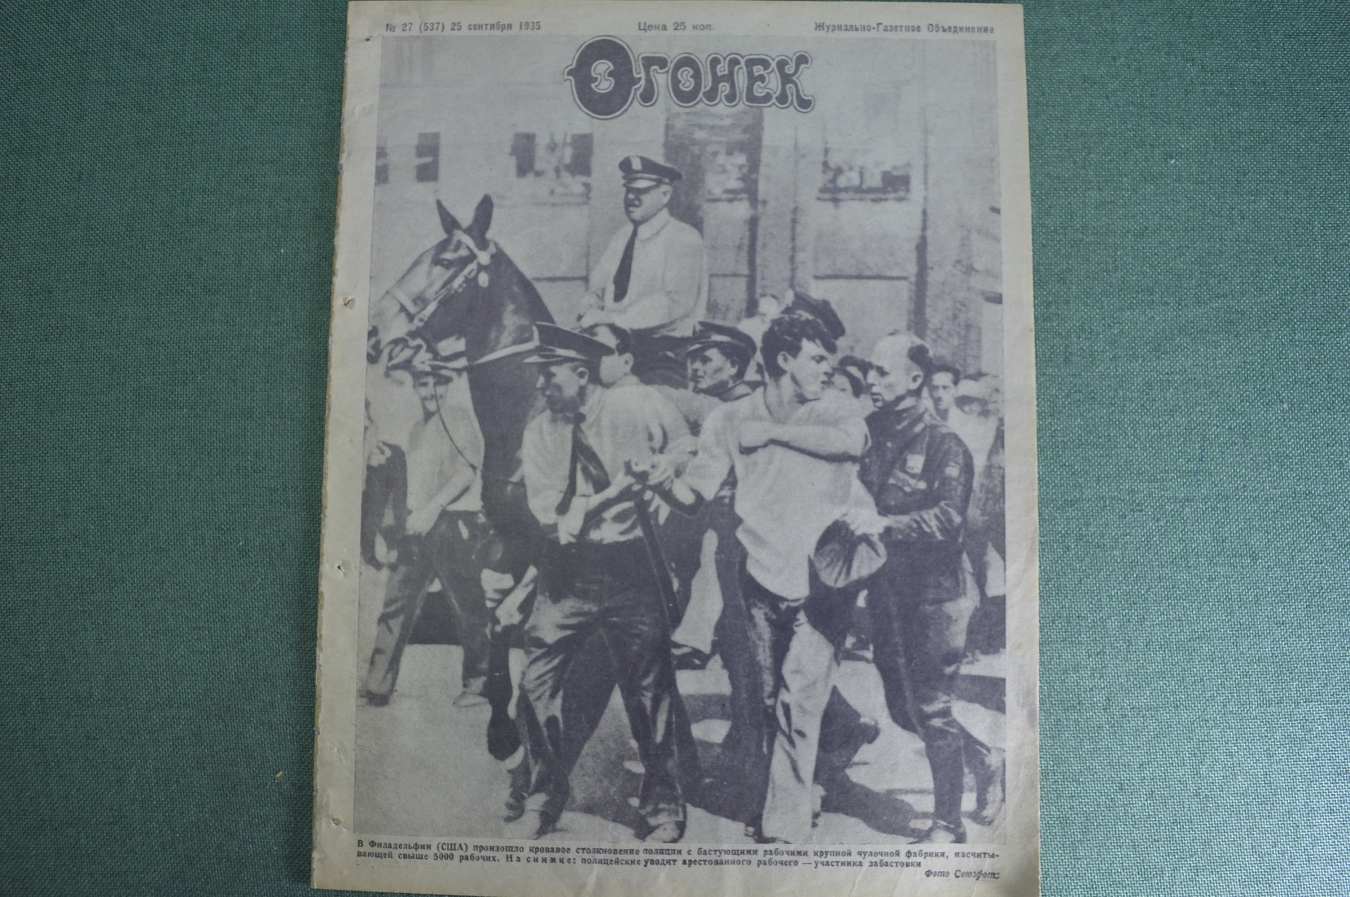 № 27 (537) 25 сентября 1935 Цена 25 коп. Журнально-Газетное Объединение
ОГОНЕК
В Филадельфии (США) произошло кровавое столкновение полиции с бастующими рабочими крупной чулочной фабрики, насчиты-
вающей свыше 5000 рабочих. На снимке: полицейские уводят арестованного рабочего — участника забастовки
Фото Союзфото